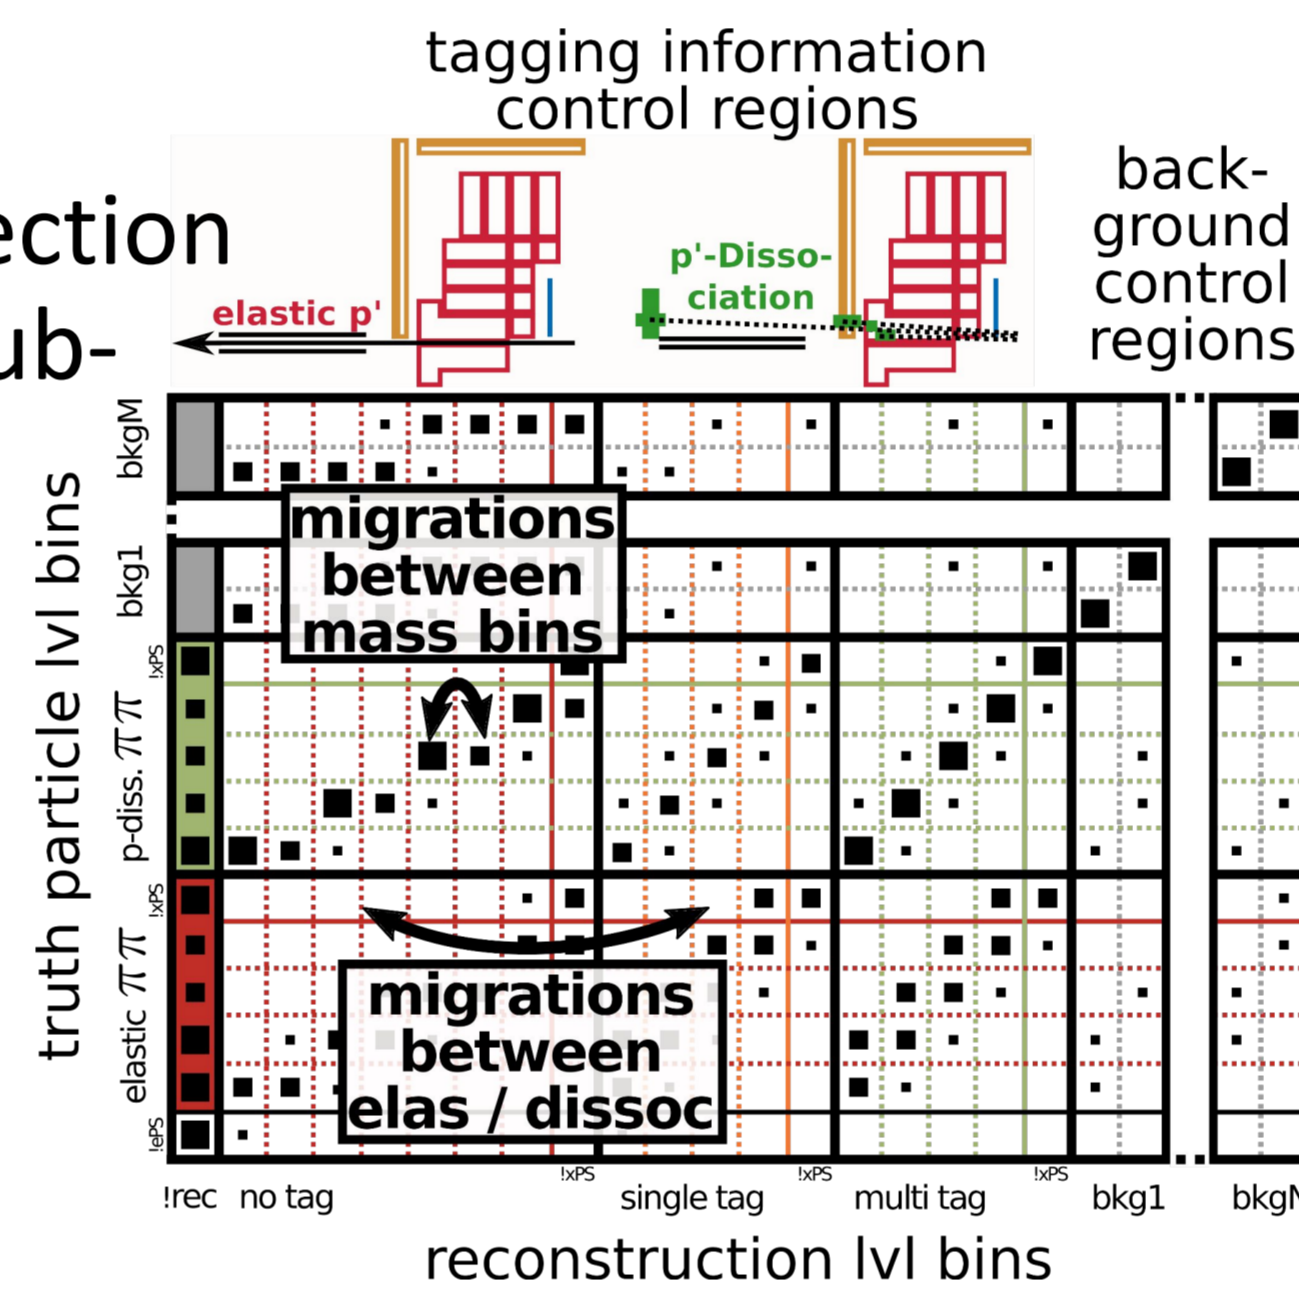 tagging information
control regions
ection
ub-
elastic p'
p'-Disso-
ciation
back-
ground
control
regions
truth particle lvl bins
bkgM
bkg1
!xPS
p-diss. ππ
!xPS
elastic ππ
!ePS
migrations
between
mass bins
migrations
between
elas / dissoc
!xPS
!xPS
!xPS
!rec
no tag
single tag
multi tag
bkg1
bkgM
reconstruction lvl bins